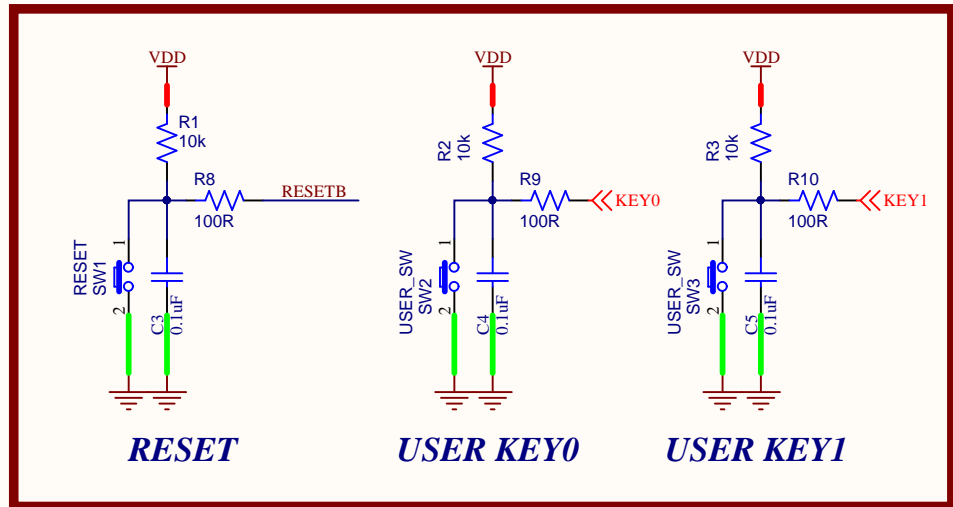 VDD
R1
10k
R8
100R
RESETB
1
RESET
SW1
2
C3
0.1uF
RESET
VDD
R2
10k
R9
100R
KEY0
1
USER_SW
SW2
2
C4
0.1uF
USER KEY0
VDD
R3
10k
R10
100R
KEY1
1
USER_SW
SW3
2
C5
0.1uF
USER KEY1